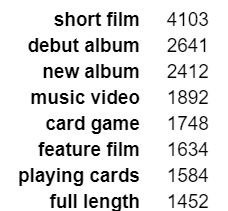 short film 4103
debut album 2641
new album 2412
music video 1892
card game 1748
feature film 1634
playing cards 1584
full length 1452